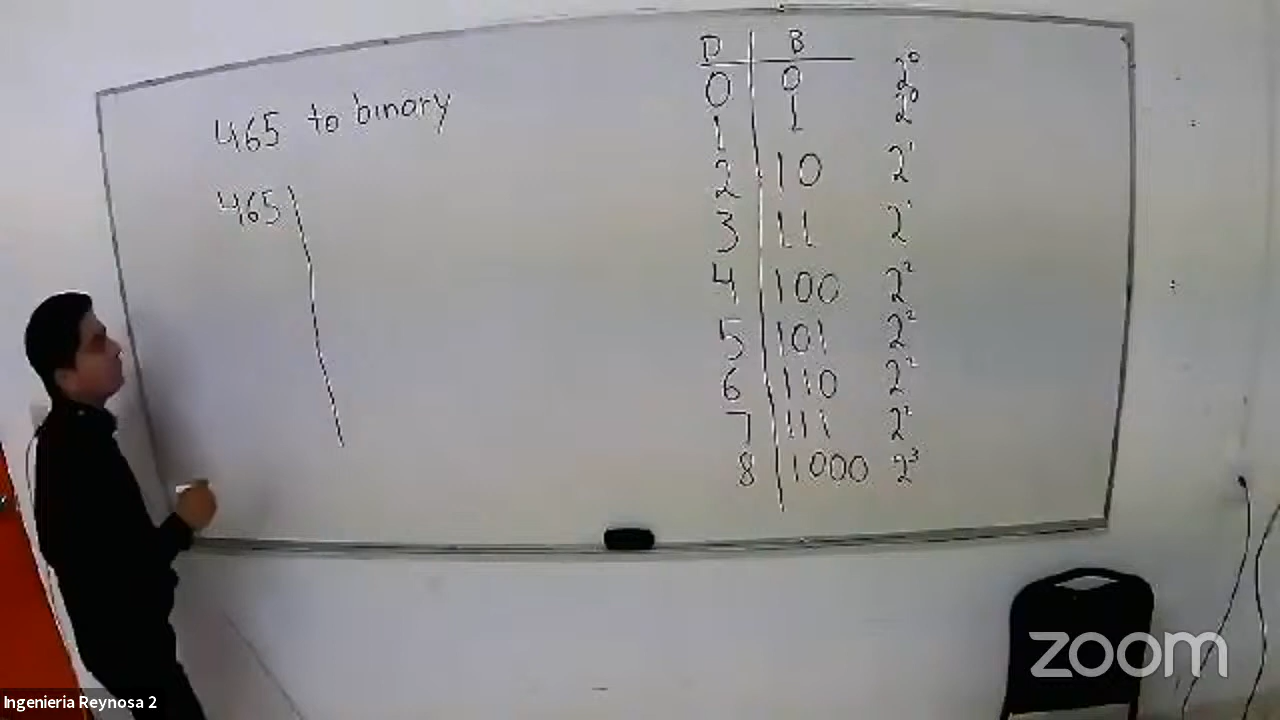 465 to binary
465
D B
0 0 2⁰
1 1 2⁰
2 10 2¹
3 11 2¹
4 100 2²
5 101 2²
6 110 2²
7 111 2²
8 1000 2³
zoom
Ingenieria Reynosa 2